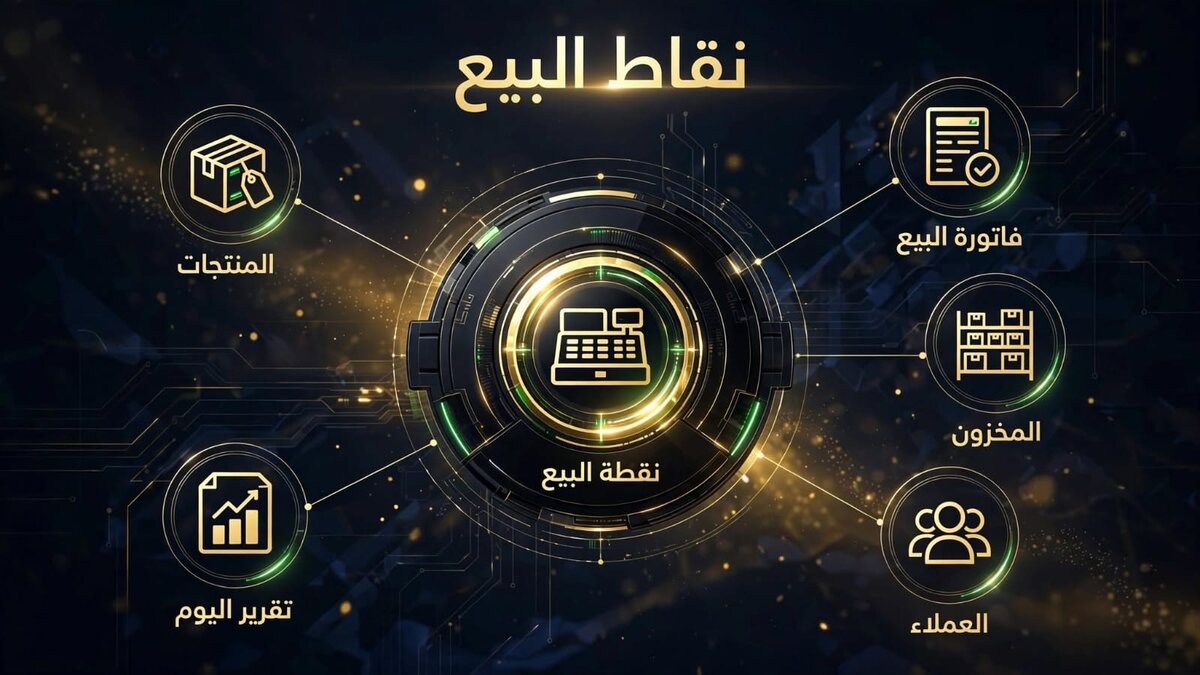 نقاط البيع
فاتورة البيع
المنتجات
المخزون
نقطة البيع
تقرير اليوم
العملاء